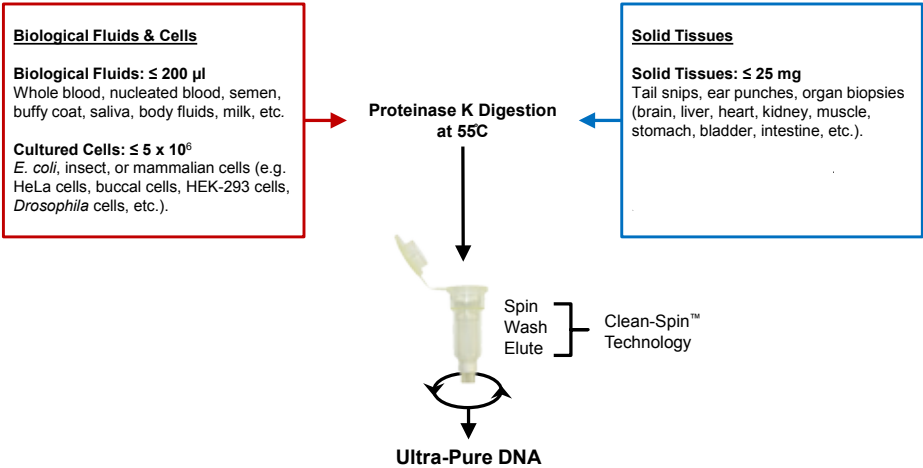 Biological Fluids & Cells
Biological Fluids: ≤ 200 µl
Whole blood, nucleated blood, semen,
buffy coat, saliva, body fluids, milk, etc.
Cultured Cells: ≤ 5 x 10⁶
E. coli, insect, or mammalian cells (e.g.
HeLa cells, buccal cells, HEK-293 cells,
Drosophila cells, etc.).
Proteinase K Digestion
at 55°C
Solid Tissues
Solid Tissues: ≤ 25 mg
Tail snips, ear punches, organ biopsies
(brain, liver, heart, kidney, muscle,
stomach, bladder, intestine, etc.).
Spin
Wash
Elute
Clean-Spin™
Technology
Ultra-Pure DNA